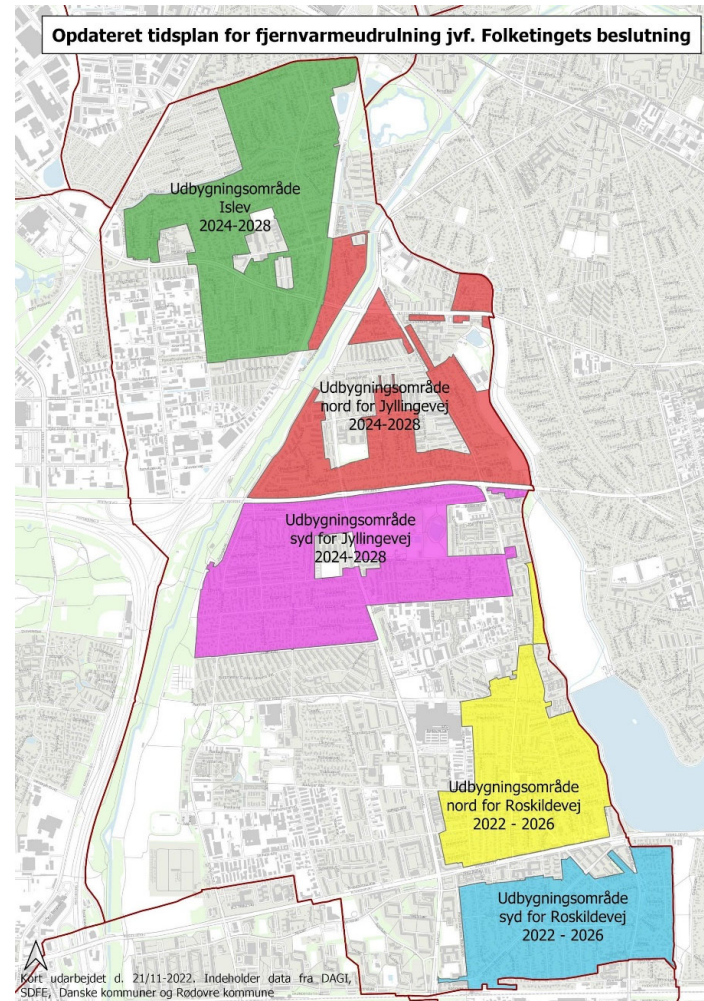 Opdateret tidsplan for fjernvarmeudrulning jvf. Folketingets beslutning
Udbygningsområde
Islev
2024-2028
Udbygningsområde
nord for Jyllingevej
2024-2028
Udbygningsområde
syd for Jyllingevej
2024-2028
Udbygningsområde
nord for Roskildevej
2022 - 2026
Udbygningsområde
syd for Roskildevej
2022 - 2026
Kort udarbejdet d. 21/11-2022. Indeholder data fra DAGI,
SDFE, Danske kommuner og Rødovre kommune